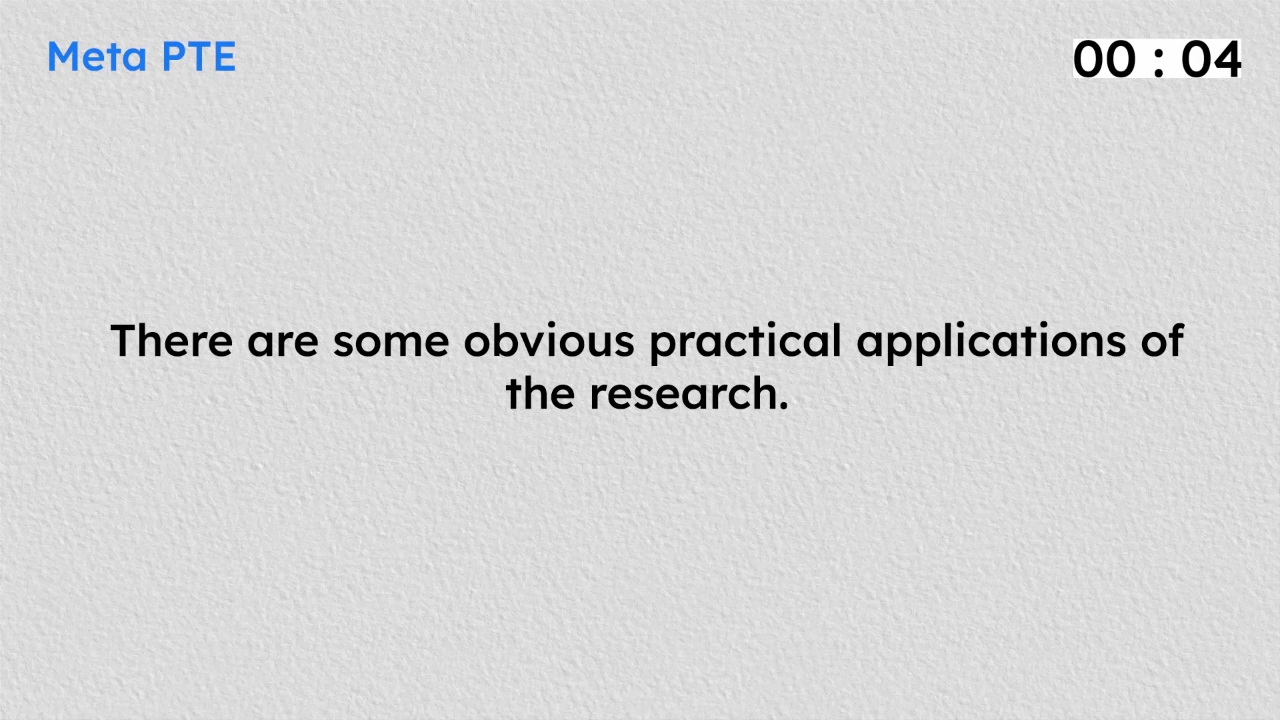 Meta PTE
00 : 04
There are some obvious practical applications of
the research.